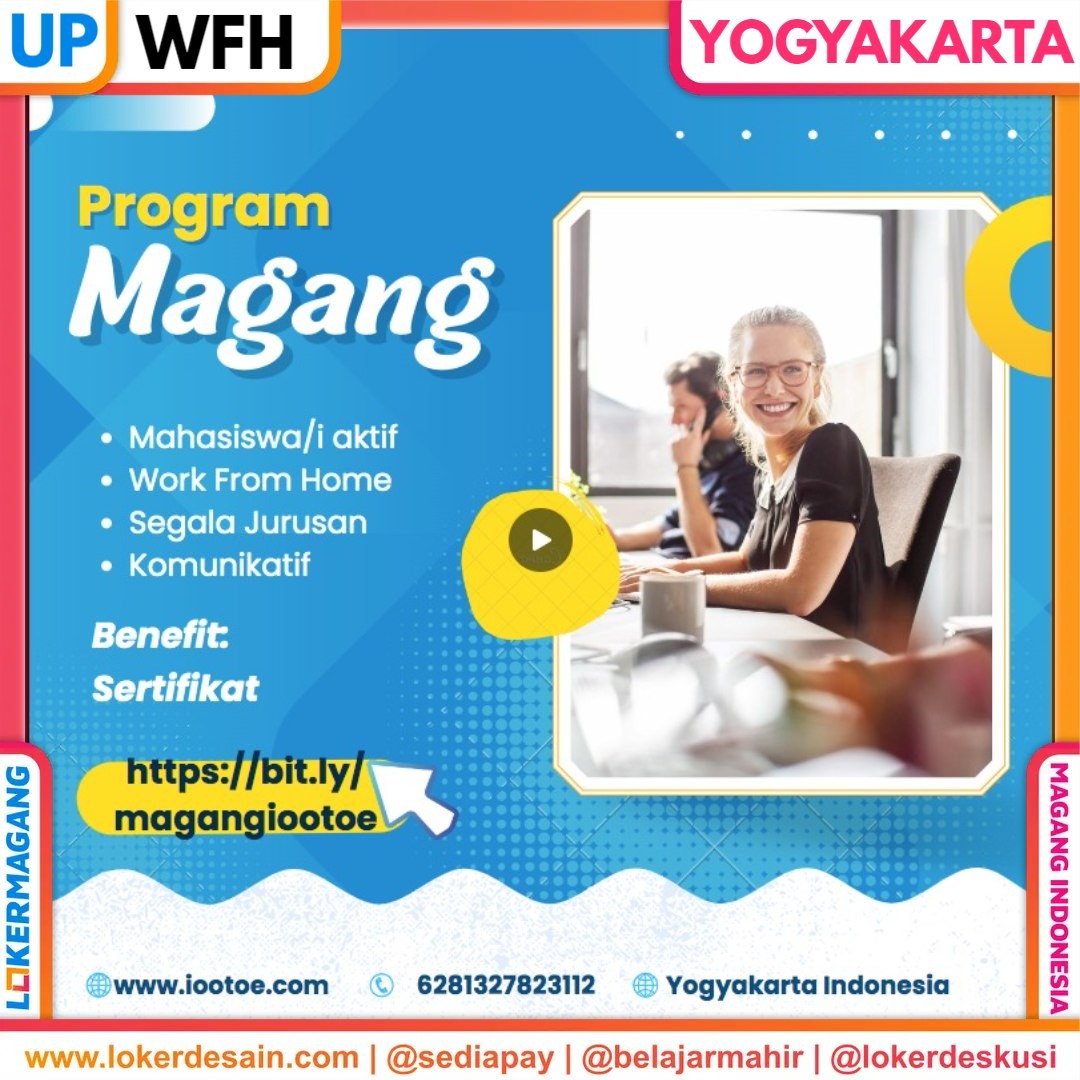 UP WFH
YOGYAKARTA
Program
Magang
• Mahasiswa/i aktif
• Work From Home
• Segala Jurusan
• Komunikatif
Benefit:
Sertifikat
https://bit.ly/
magangiootoe
LOKERMAGANG
MAGANG INDONESIA
www.iootoe.com 6281327823112 Yogyakarta Indonesia
www.lokerdesain.com | @sediapay | @belajarmahir | @lokerdeskusi